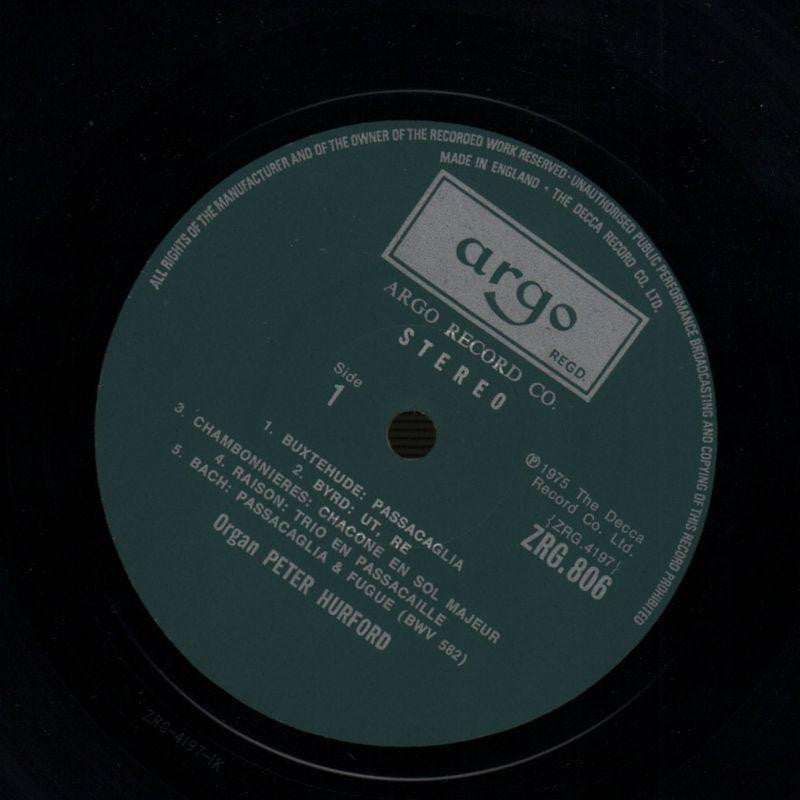 ALL RIGHTS OF THE MANUFACTURER AND OF THE OWNER OF THE RECORDED WORK RESERVED · UNAUTHORISED PUBLIC PERFORMANCE BROADCASTING AND COPYING OF THIS RECORD PROHIBITED
MADE IN ENGLAND · THE DECCA RECORD CO. LTD.
argo
REGD.
ARGO RECORD CO.
STEREO
Side
1
℗ 1975 The Decca
Record Co. Ltd.
(ZRG.4197)
ZRG.806
1. BUXTEHUDE: PASSACAGLIA
2. BYRD: UT, RE
3. CHAMBONNIERES: CHACONE EN SOL MAJEUR
4. RAISON: TRIO EN PASSACAILLE
5. BACH: PASSACAGLIA & FUGUE (BWV 582)
Organ PETER HURFORD
ZRG-4197-1K